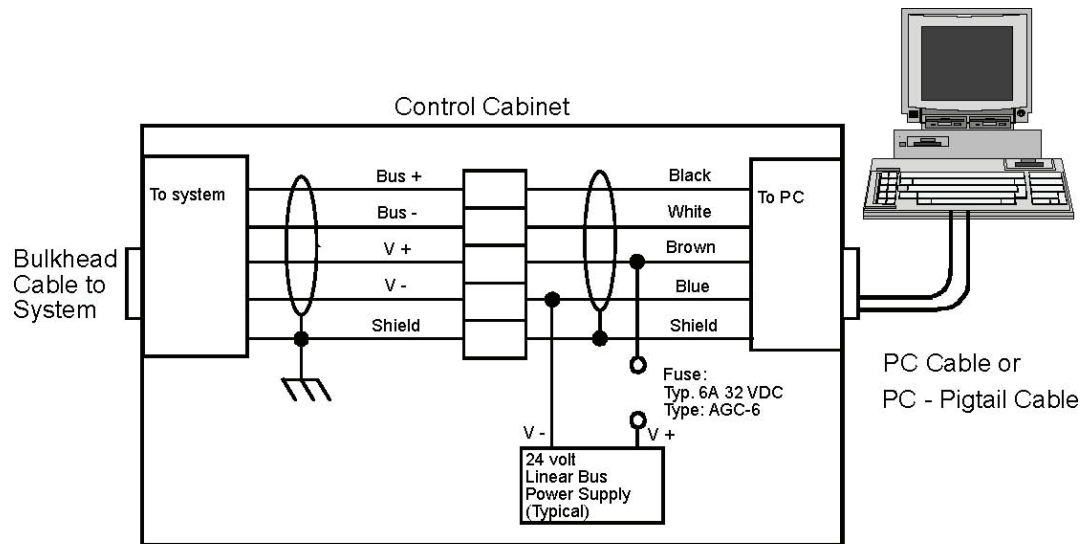 Control Cabinet
To system
Bus +
Black
To PC
Bus -
White
V +
Brown
Bulkhead
Cable to
System
V -
Blue
Shield
Shield
Fuse:
Typ. 6A 32 VDC
Type: AGC-6
PC Cable or
PC - Pigtail Cable
V -
V +
24 volt
Linear Bus
Power Supply
(Typical)